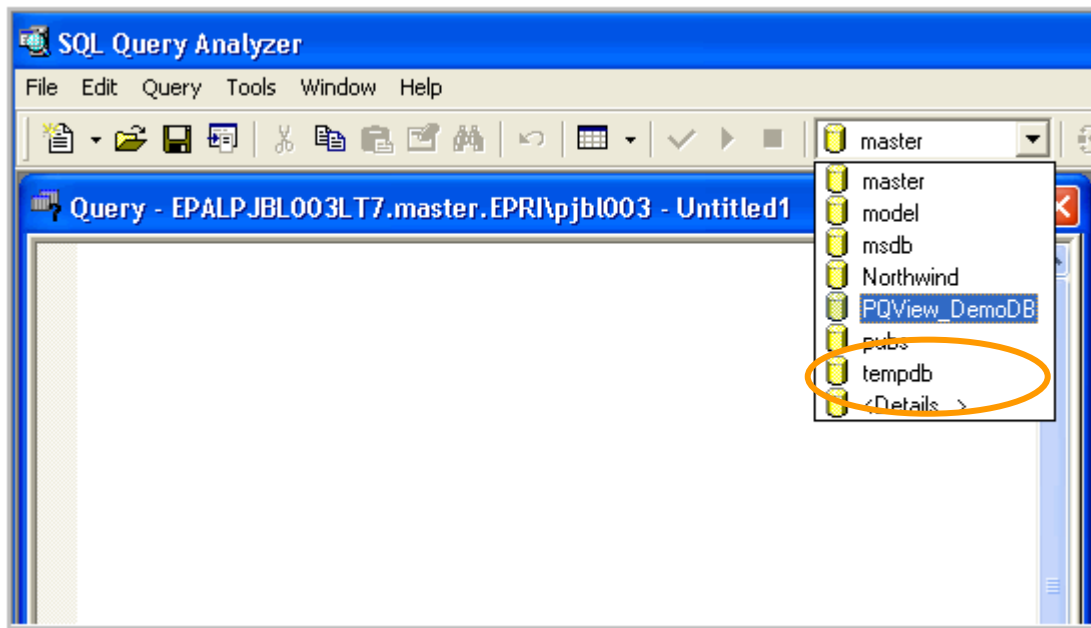 SQL Query Analyzer
File Edit Query Tools Window Help
master
Query - EPALPJBL003LT7.master.EPRI\pjbl003 - Untitled1
master
model
msdb
Northwind
PQView_DemoDB
pubs
tempdb
<Details...>